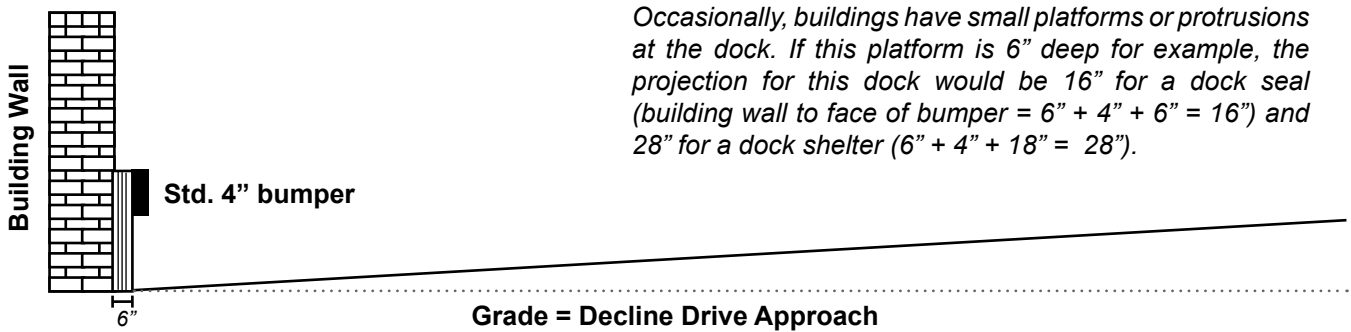 Occasionally, buildings have small platforms or protrusions
at the dock. If this platform is 6” deep for example, the
projection for this dock would be 16” for a dock seal
(building wall to face of bumper = 6” + 4” + 6” = 16”) and
28” for a dock shelter (6” + 4” + 18” =  28”).
Building Wall
Std. 4” bumper
6”
Grade = Decline Drive Approach